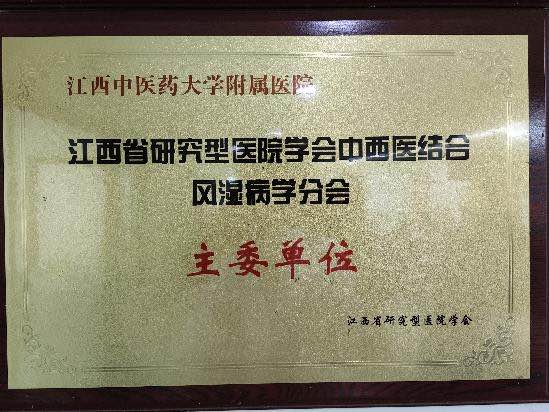 江西中医药大学附属医院
江西省研究型医院学会中西医结合
风湿病学分会
主委单位
江西省研究型医院学会